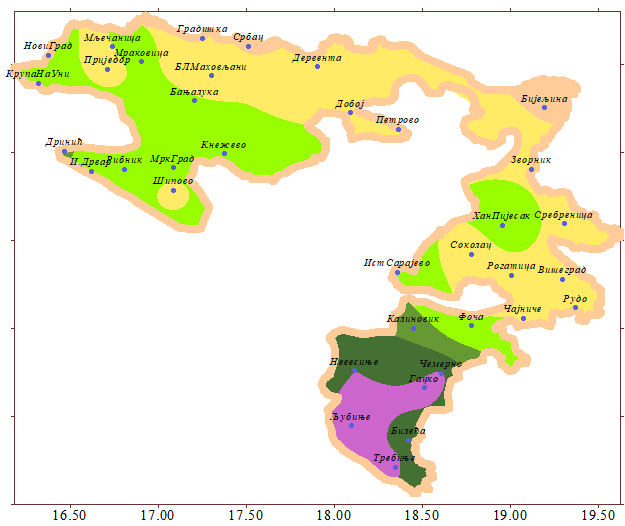 Градишка
Мљечаница
Србац
НовиГрад
Мраковица
Приједор
Дервента
БЛМаховљани
КрупаНаУни
Бањалука
Бијељина
Добој
Петрово
Дринић
Кнежево
И.Дрвар
Рибник
МркГрад
Зворник
Шипово
ХанПијесак
Сребреница
Соколац
ИстСарајево
Рогатица
Вишеград
Рудо
Чајниче
Калиновик
Фоча
Невесиње
Чемерно
Гацко
Љубиње
Билећа
Требиње
16.50 17.00 17.50 18.00 18.50 19.00 19.50